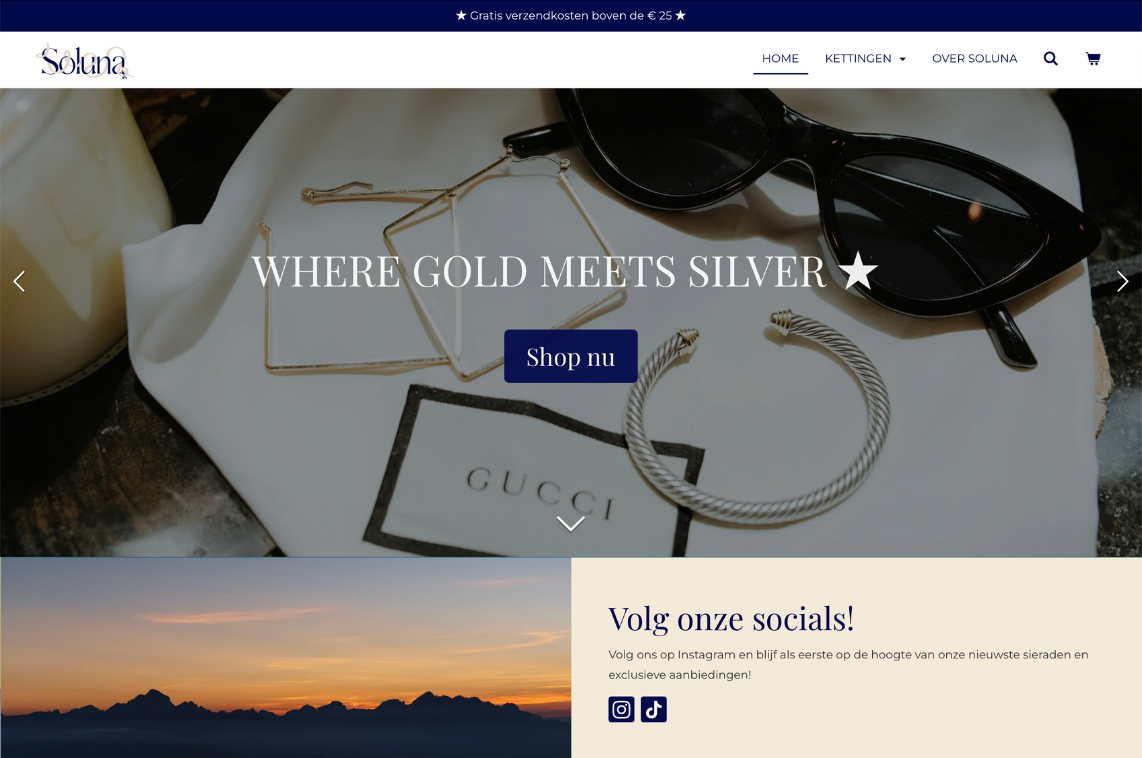 ★ Gratis verzendkosten boven de € 25 ★
Soluna
HOME KETTINGEN OVER SOLUNA
WHERE GOLD MEETS SILVER ★
Shop nu
GUCCI
Volg onze socials!
Volg ons op Instagram en blijf als eerste op de hoogte van onze nieuwste sieraden en
exclusieve aanbiedingen!